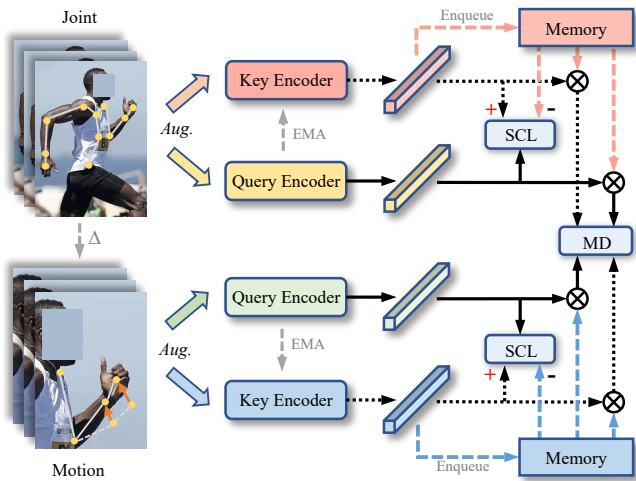 Joint
Enqueue
Memory
Key Encoder
+
-
Aug.
EMA
SCL
Query Encoder
Δ
MD
Query Encoder
Aug.
EMA
SCL
+
-
Key Encoder
Enqueue
Memory
Motion